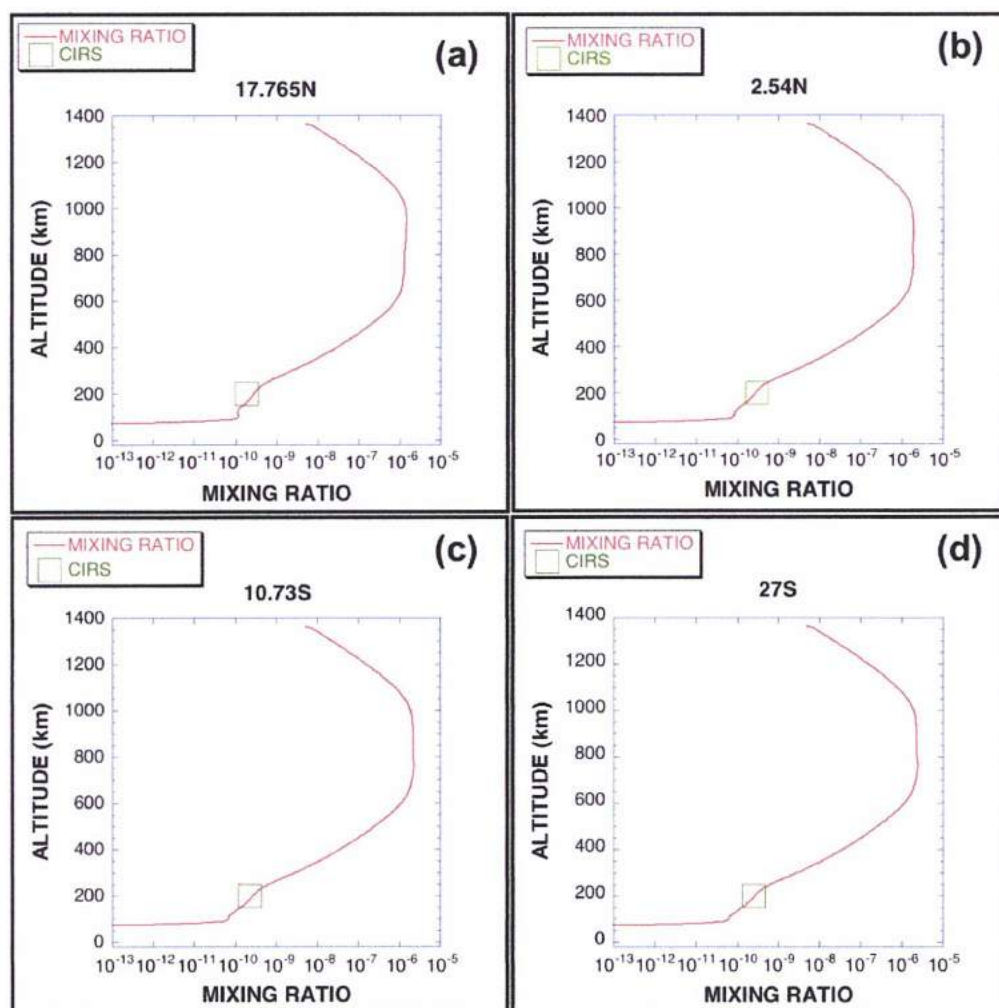 MIXING RATIO
CIRS
(a)
17.765N
1400
1200
1000
800
600
400
200
0
ALTITUDE (km)
10-13 10-12 10-11 10-10 10-9 10-8 10-7 10-6 10-5
MIXING RATIO
MIXING RATIO
CIRS
(b)
2.54N
1400
1200
1000
800
600
400
200
0
ALTITUDE (km)
10-13 10-12 10-11 10-10 10-9 10-8 10-7 10-6 10-5
MIXING RATIO
MIXING RATIO
CIRS
(c)
10.73S
1400
1200
1000
800
600
400
200
0
ALTITUDE (km)
10-13 10-12 10-11 10-10 10-9 10-8 10-7 10-6 10-5
MIXING RATIO
MIXING RATIO
CIRS
(d)
27S
1400
1200
1000
800
600
400
200
0
ALTITUDE (km)
10-13 10-12 10-11 10-10 10-9 10-8 10-7 10-6 10-5
MIXING RATIO